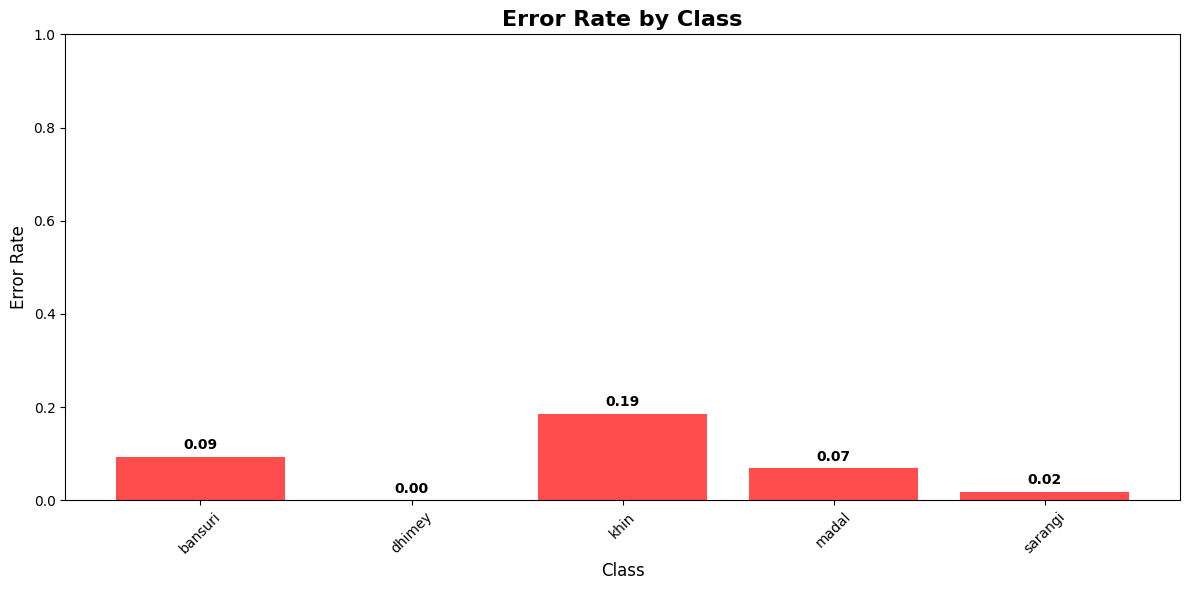 Error Rate by Class
Error Rate
1.0
0.8
0.6
0.4
0.2
0.0
0.09
0.00
0.19
0.07
0.02
bansuri
dhimey
khin
madal
sarangi
Class